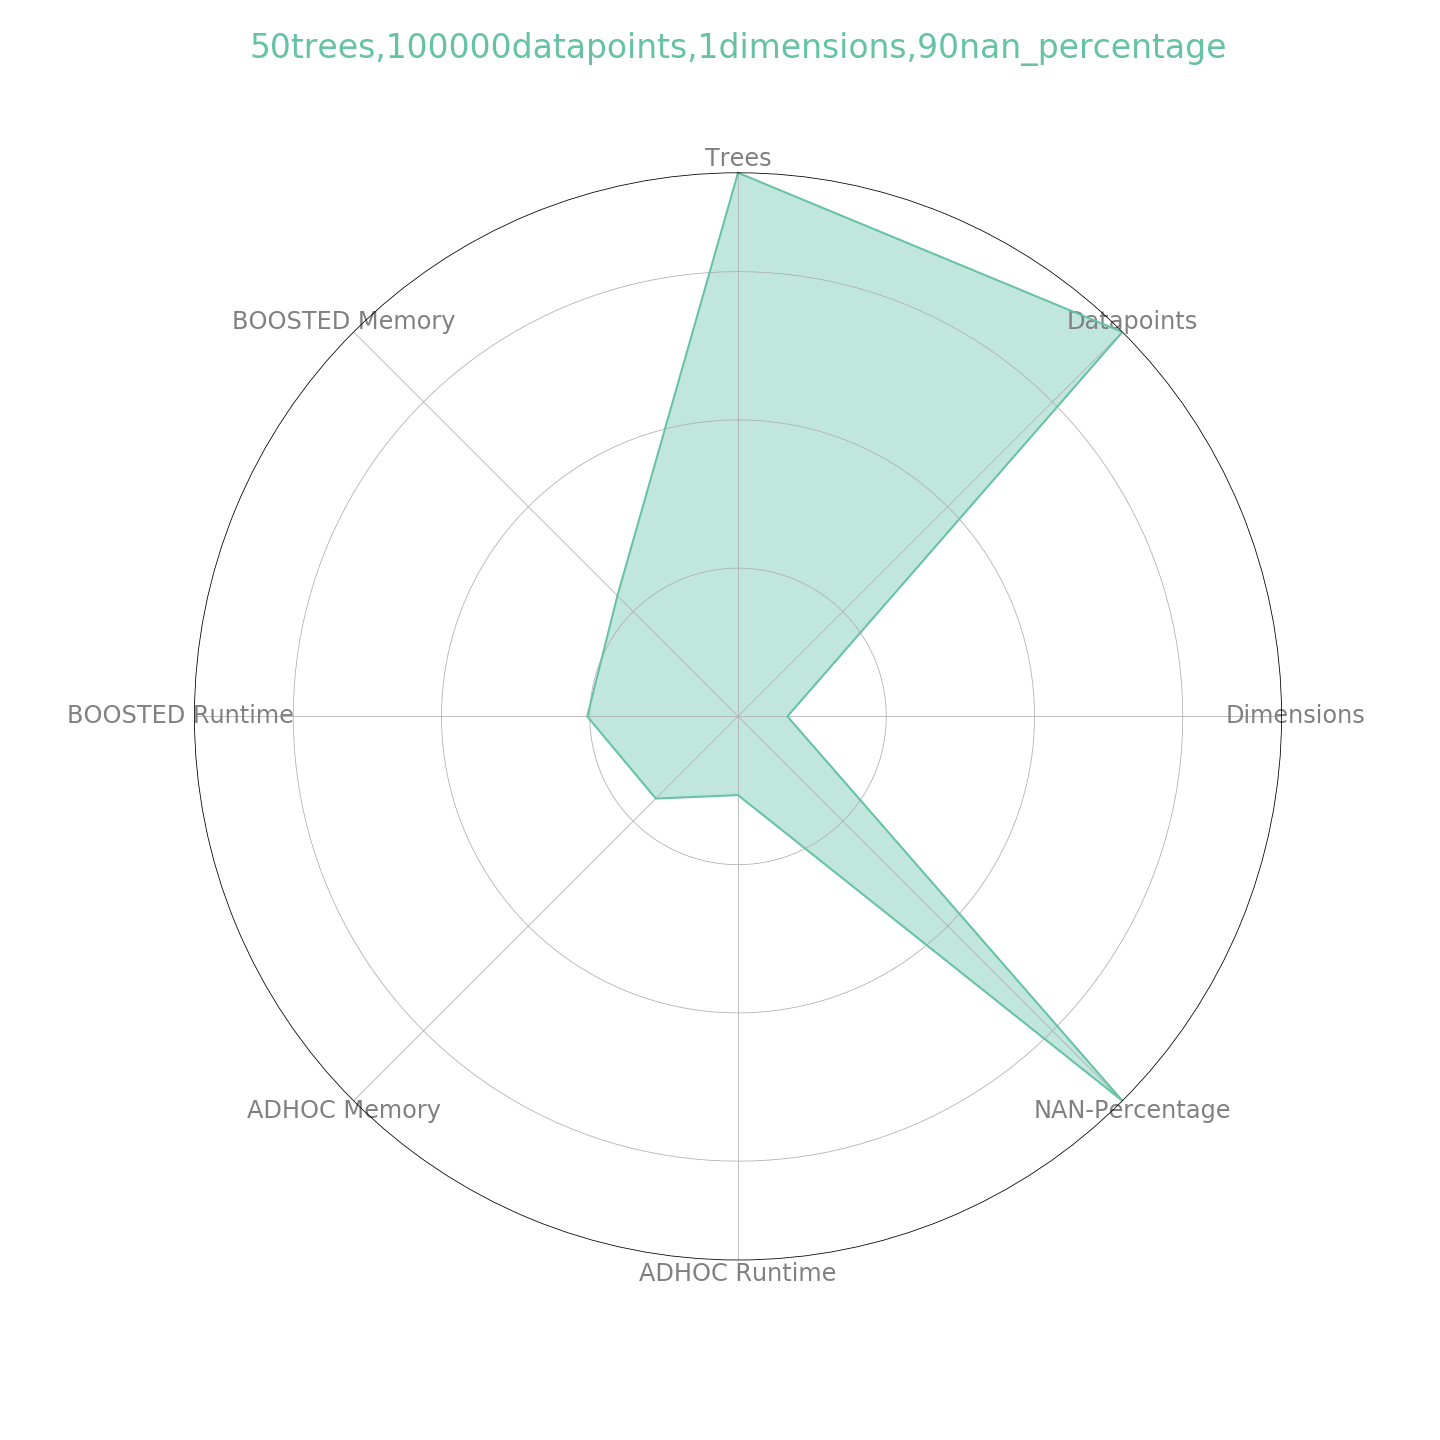 50trees,100000datapoints,1dimensions,90nan_percentage
Trees
BOOSTED Memory
Datapoints
BOOSTED Runtime
Dimensions
ADHOC Memory
NAN-Percentage
ADHOC Runtime